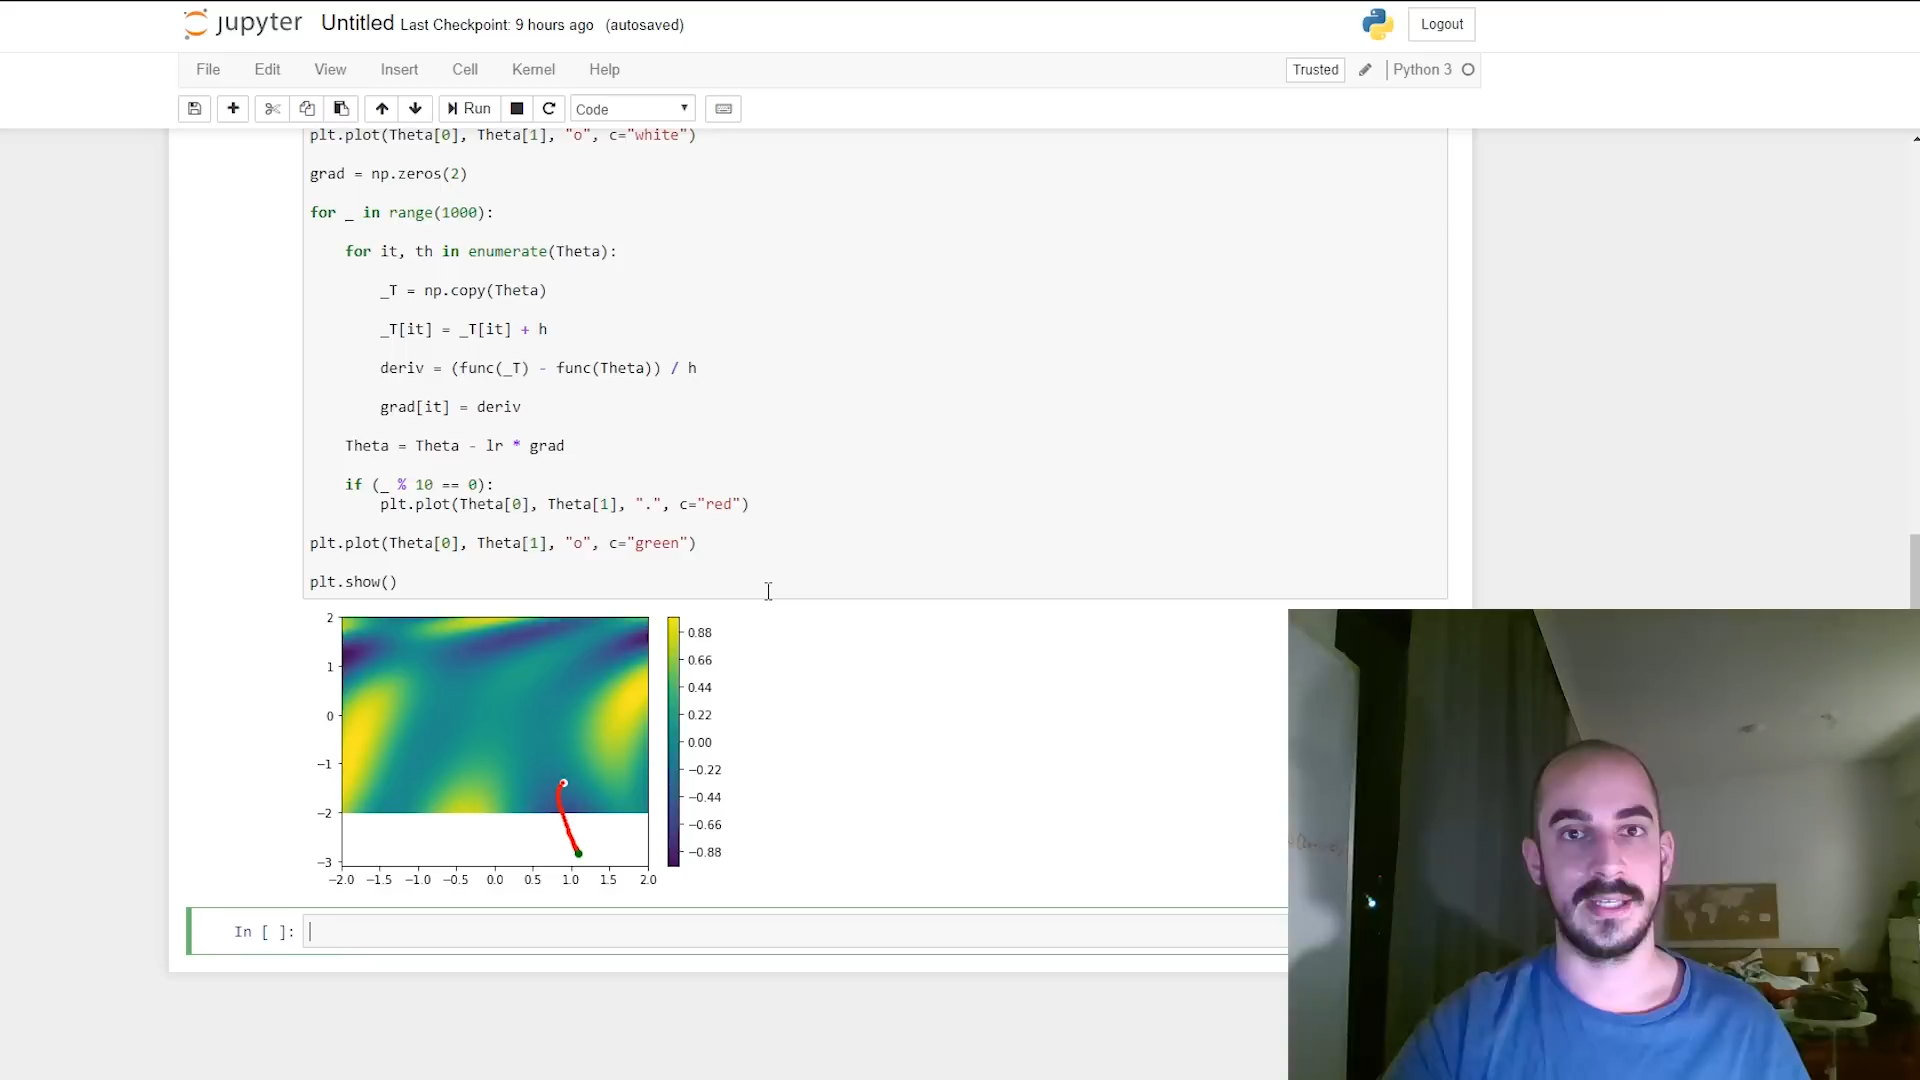 jupyter Untitled Last Checkpoint: 9 hours ago (autosaved) Logout
File Edit View Insert Cell Kernel Help Trusted Python 3
Run Code
plt.plot(Theta[0], Theta[1], "o", c="white")
grad = np.zeros(2)
for _ in range(1000):
for it, th in enumerate(Theta):
_T = np.copy(Theta)
_T[it] = _T[it] + h
deriv = (func(_T) - func(Theta)) / h
grad[it] = deriv
Theta = Theta - lr * grad
if (_ % 10 == 0):
plt.plot(Theta[0], Theta[1], ".", c="red")
plt.plot(Theta[0], Theta[1], "o", c="green")
plt.show()
2
1
0
−1
−2
−3
−2.0 −1.5 −1.0 −0.5 0.0 0.5 1.0 1.5 2.0
0.88
0.66
0.44
0.22
0.00
−0.22
−0.44
−0.66
−0.88
In [ ]: